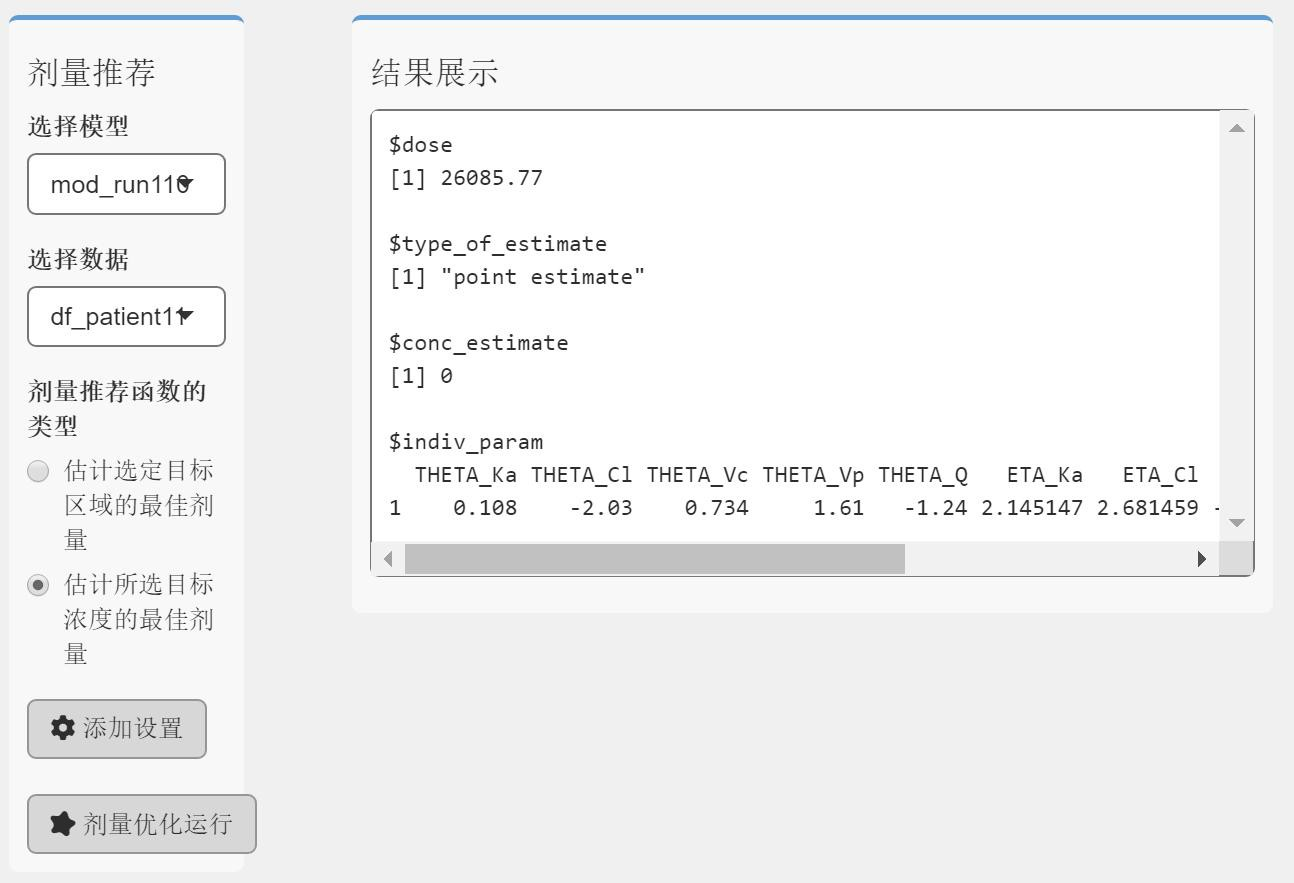 剂量推荐
选择模型
mod_run110
选择数据
df_patient11
剂量推荐函数的
类型
估计选定目标
区域的最佳剂
量
估计所选目标
浓度的最佳剂
量
添加设置
剂量优化运行
结果展示
$dose
[1] 26085.77
$type_of_estimate
[1] "point estimate"
$conc_estimate
[1] 0
$indiv_param
THETA_Ka THETA_Cl THETA_Vc THETA_Vp THETA_Q ETA_Ka ETA_Cl
1 0.108 -2.03 0.734 1.61 -1.24 2.145147 2.681459 -